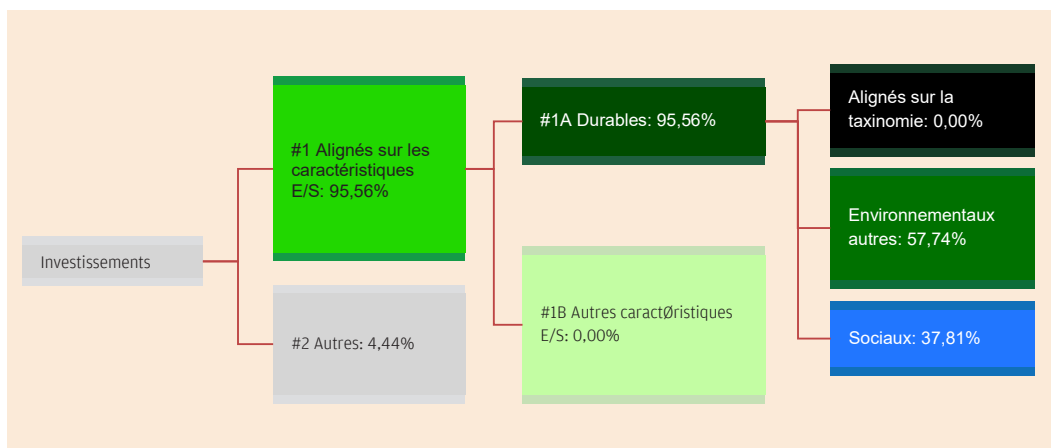 Investissements
#1 Alignés sur les
caractéristiques
E/S: 95,56%
#2 Autres: 4,44%
#1A Durables: 95,56%
#1B Autres caractØristiques
E/S: 0,00%
Alignés sur la
taxinomie: 0,00%
Environnementaux
autres: 57,74%
Sociaux: 37,81%